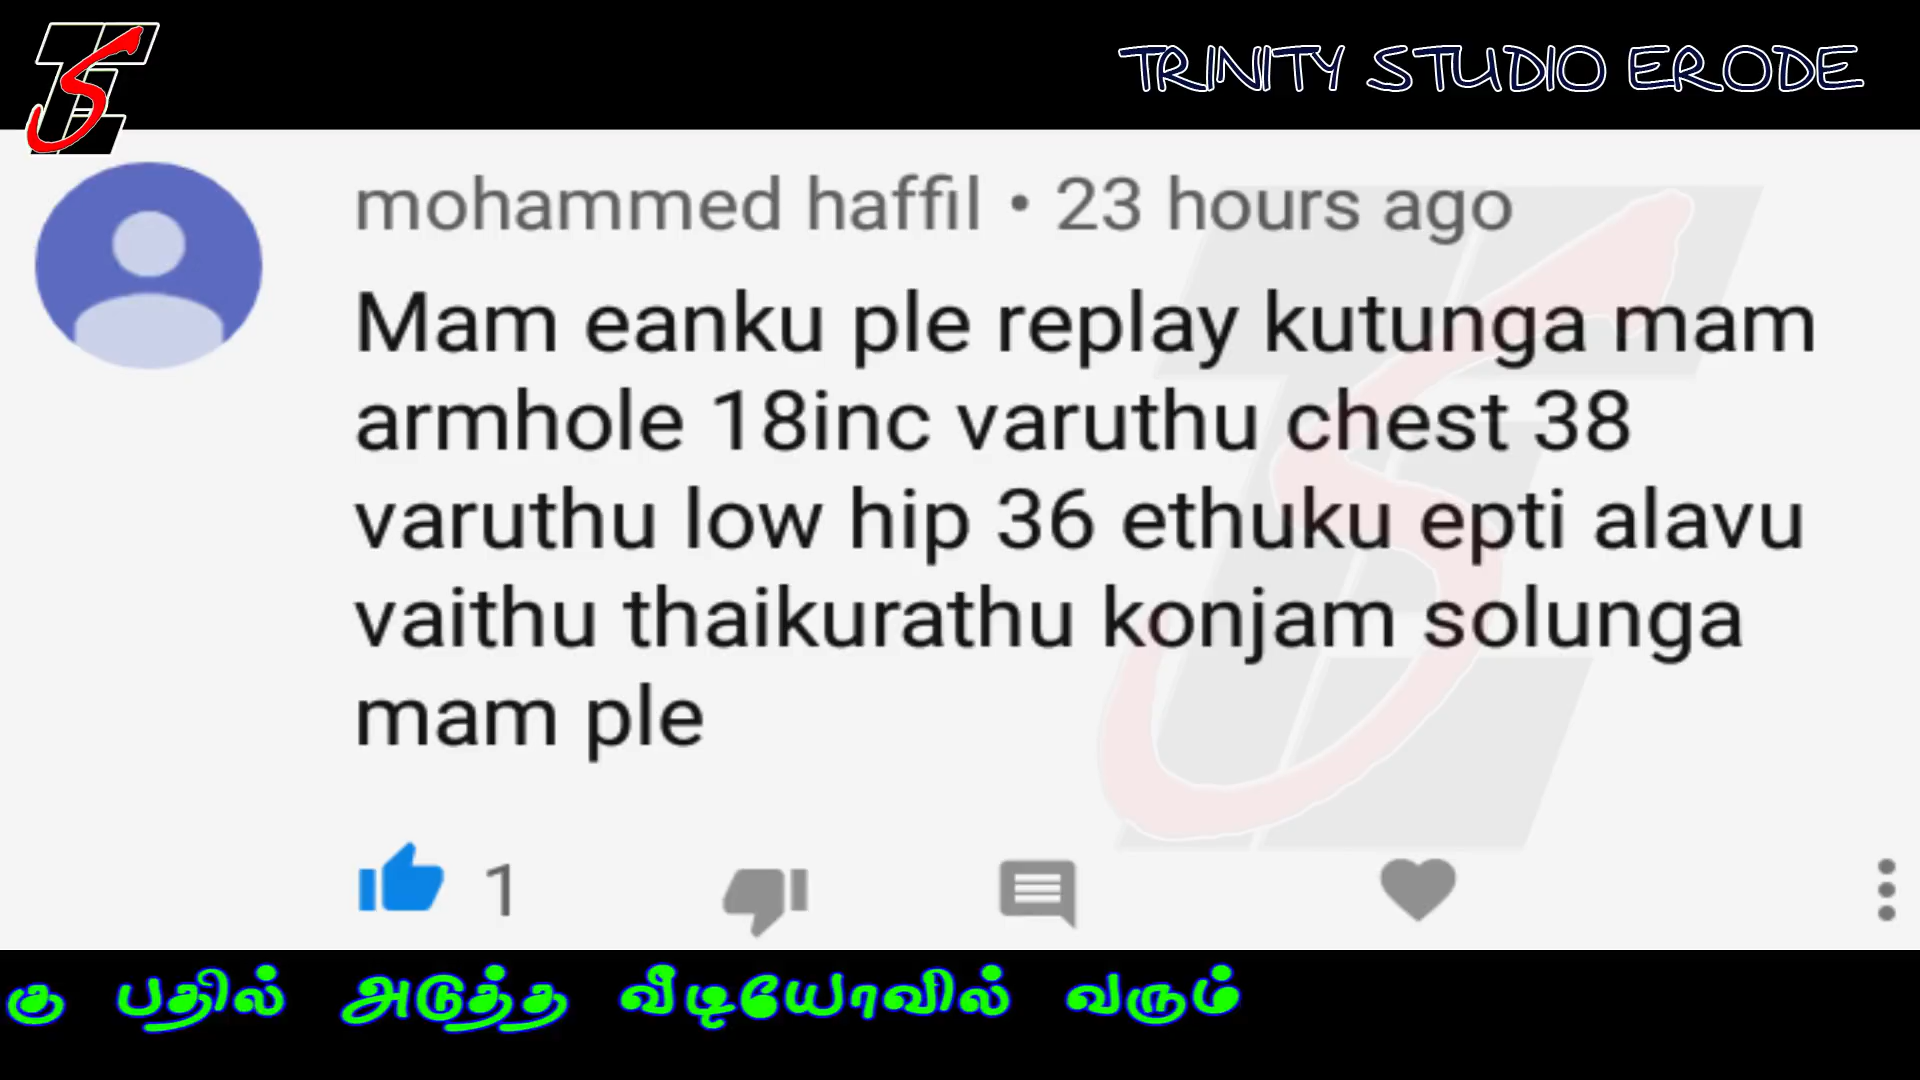 TRINITY STUDIO ERODE
mohammed haffil • 23 hours ago
Mam eanku ple replay kutunga mam
armhole 18inc varuthu chest 38
varuthu low hip 36 ethuku epti alavu
vaithu thaikurathu konjam solunga
mam ple
1
கு பதில் அடுத்த வீடியோவில் வரும்